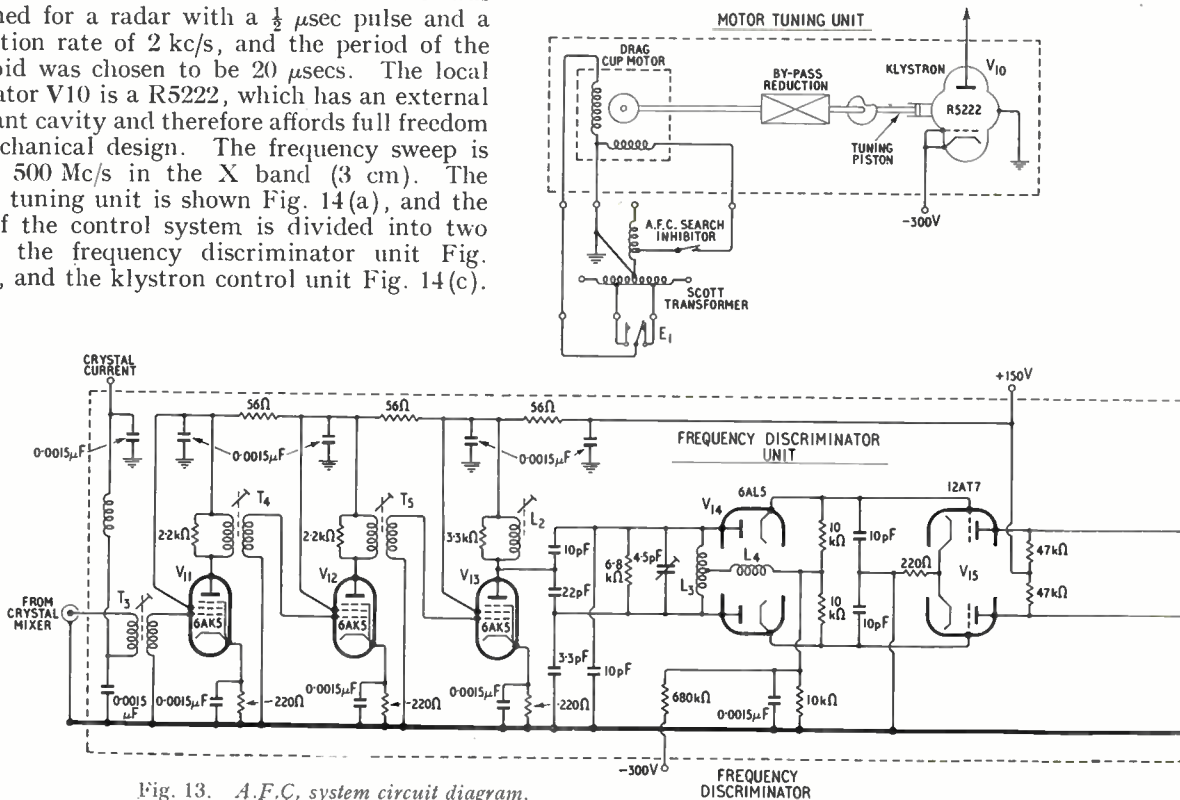 ned for a radar with a ½ μsec pulse and a
tion rate of 2 kc/s, and the period of the
oid was chosen to be 20 μsecs. The local
ator V10 is a R5222, which has an external
ant cavity and therefore affords full freedom
chanical design. The frequency sweep is
500 Mc/s in the X band (3 cm). The
tuning unit is shown Fig. 14 (a), and the
f the control system is divided into two
the frequency discriminator unit Fig.
, and the klystron control unit Fig. 14 (c).
MOTOR TUNING UNIT
DRAG
CUP MOTOR
BY-PASS
REDUCTION
KLYSTRON
V10
R5222
TUNING
PISTON
-300V
A.F.C. SEARCH
INHIBITOR
SCOTT
TRANSFORMER
E1
CRYSTAL
CURRENT
+150V
56Ω
56Ω
56Ω
0·0015μF
0·0015μF
0·0015μF
FREQUENCY DISCRIMINATOR
UNIT
T4
T5
L2
2·2kΩ
2·2kΩ
3·3kΩ
V11
V12
V13
6AK5
6AK5
6AK5
T3
FROM
CRYSTAL
MIXER
0·0015
μF
0·0015μF
220Ω
0·0015μF
220Ω
0·0015μF
220Ω
10pF
22pF
3·3pF
10pF
6·8
kΩ
4·5pF
L3
L4
V14
6AL5
10
kΩ
10
kΩ
10pF
10pF
220Ω
12AT7
V15
47kΩ
47kΩ
680kΩ
0·0015μF
10kΩ
-300V
FREQUENCY
DISCRIMINATOR
Fig. 13. A.F.C. system circuit diagram.